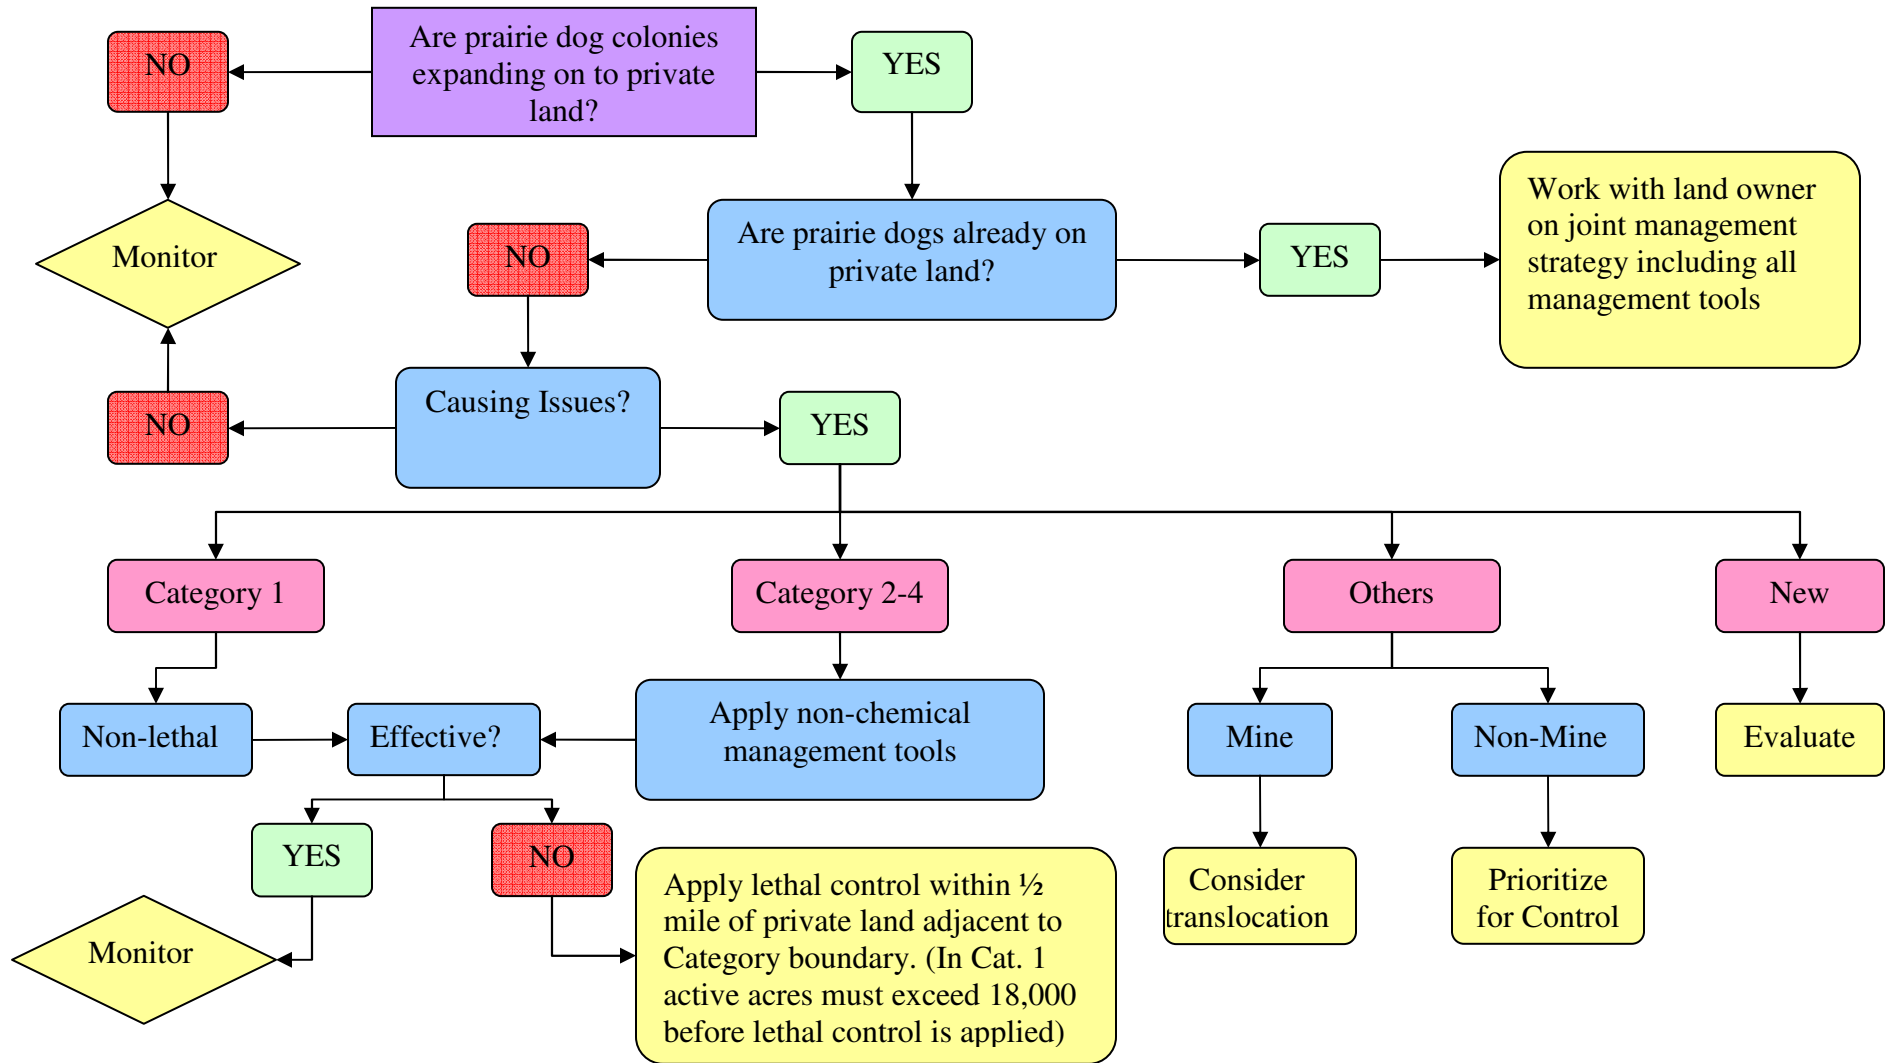 Are prairie dog colonies
expanding on to private
land?
NO
YES
Monitor
NO
Are prairie dogs already on
private land?
YES
Work with land owner
on joint management
strategy including all
management tools
NO
Causing Issues?
YES
Category 1
Category 2-4
Others
New
Non-lethal
Effective?
Apply non-chemical
management tools
Mine
Non-Mine
Evaluate
YES
NO
Monitor
Apply lethal control within ½
mile of private land adjacent to
Category boundary. (In Cat. 1
active acres must exceed 18,000
before lethal control is applied)
Consider
translocation
Prioritize
for Control